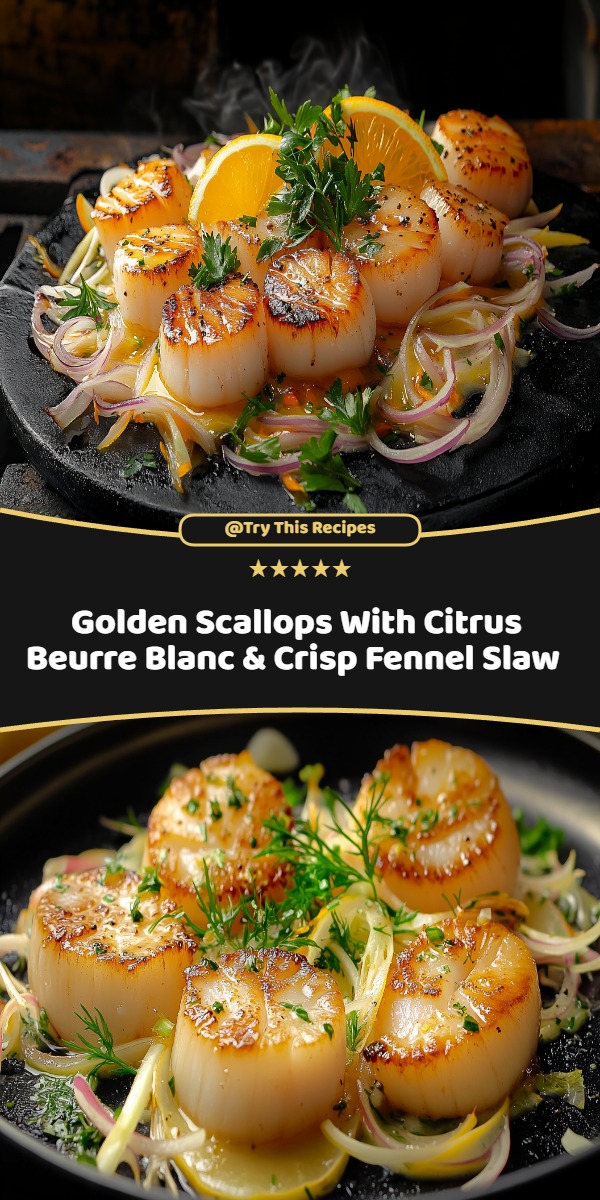 @Try This Recipes
Golden Scallops With Citrus
Beurre Blanc & Crisp Fennel Slaw